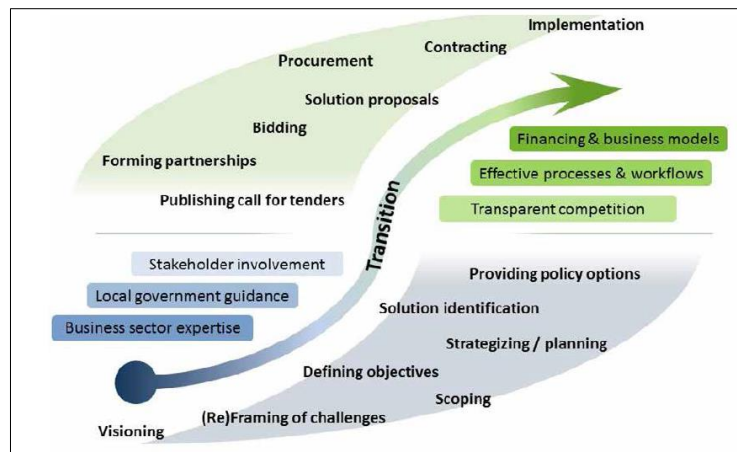 Implementation
Contracting
Procurement
Solution proposals
Bidding
Forming partnerships
Publishing call for tenders
Financing & business models
Effective processes & workflows
Transparent competition
Transition
Stakeholder involvement
Local government guidance
Business sector expertise
Providing policy options
Solution identification
Strategizing / planning
Defining objectives
Scoping
(Re)Framing of challenges
Visioning